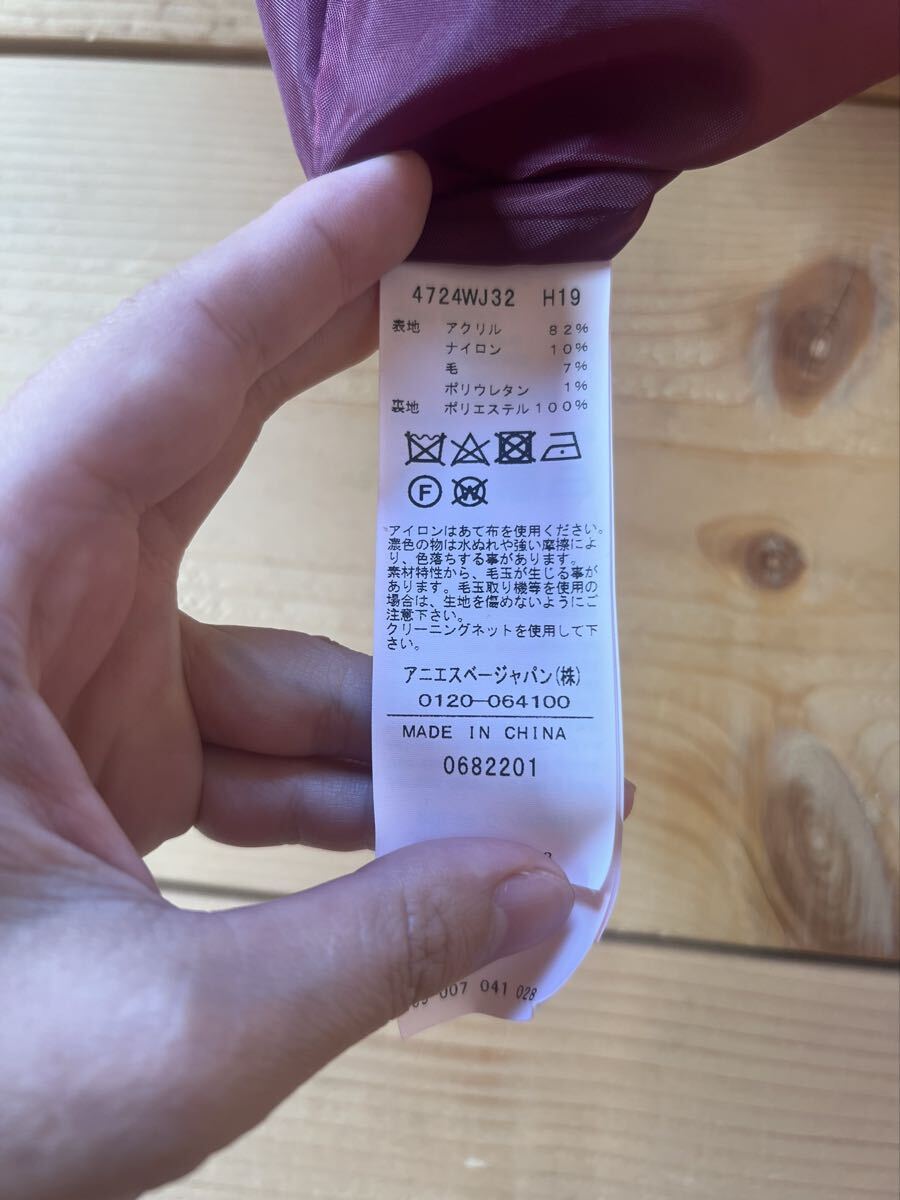 4724WJ32 H19
表地 アクリル 82%
ナイロン 10%
毛 7%
ポリウレタン 1%
裏地 ポリエステル 100%
F W
アイロンはあて布を使用ください。
濃色の物は水ぬれや強い摩擦によ
り、色落ちする事があります。
素材特性から、毛玉が生じる事が
あります。毛玉取り機等を使用の
場合は、生地を傷めないようにご
注意下さい。
クリーニングネットを使用して下
さい。
アニエスベージャパン(株)
0120-064100
MADE IN CHINA
0682201
007 041 028